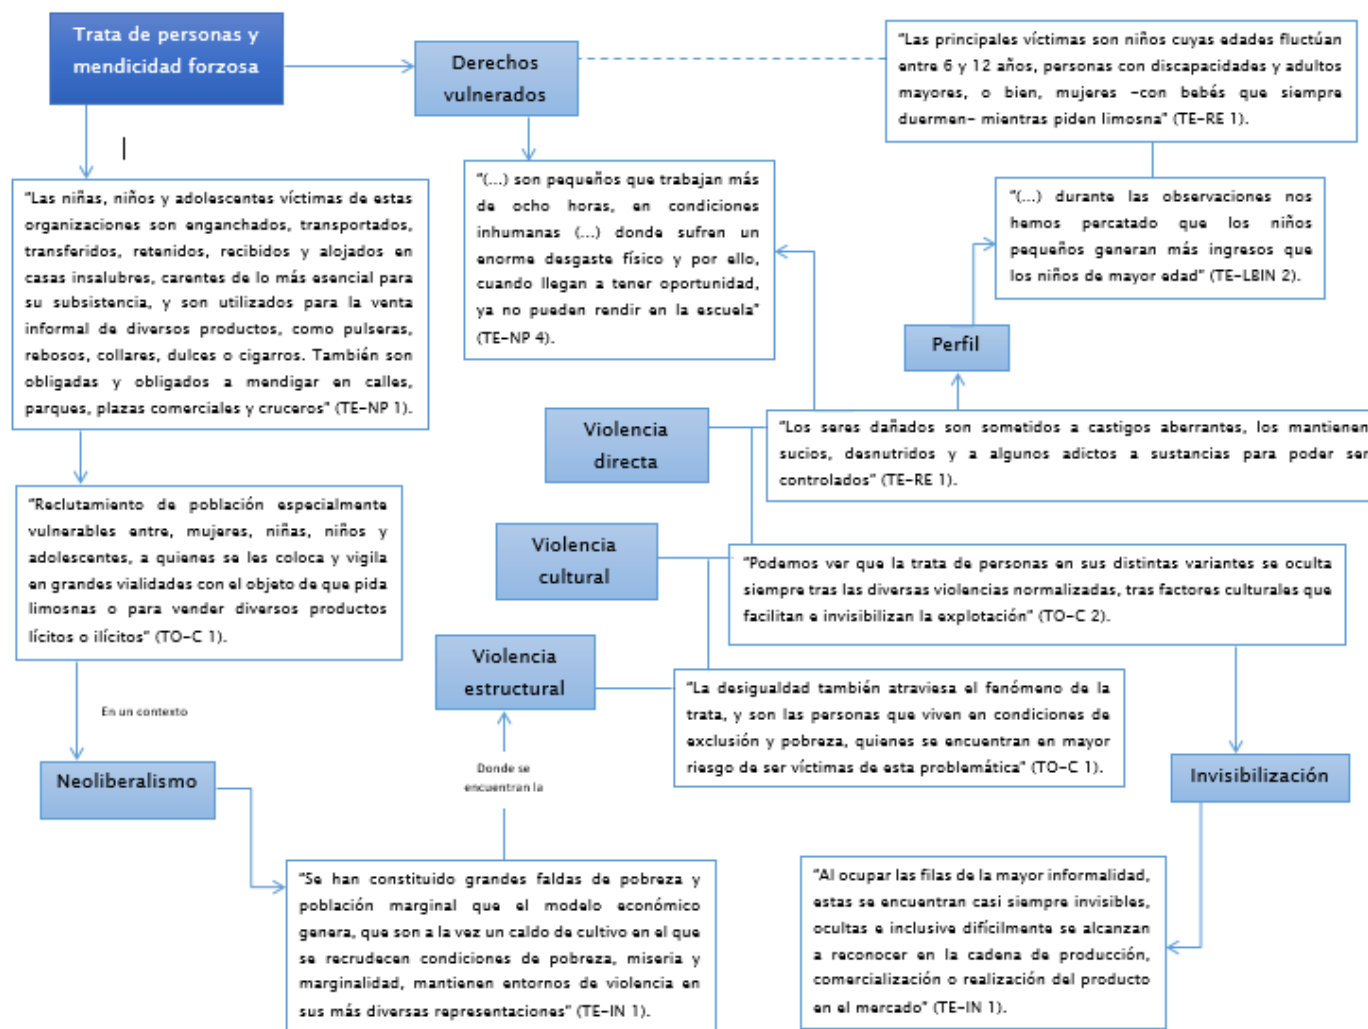 Trata de personas y
mendicidad forzosa
Derechos
vulnerados
“Las principales víctimas son niños cuyas edades fluctúan
entre 6 y 12 años, personas con discapacidades y adultos
mayores, o bien, mujeres –con bebés que siempre
duermen– mientras piden limosna” (TE–RE 1).
“Las niñas, niños y adolescentes víctimas de estas
organizaciones son enganchados, transportados,
transferidos, retenidos, recibidos y alojados en
casas insalubres, carentes de lo más esencial para
su subsistencia, y son utilizados para la venta
informal de diversos productos, como pulseras,
rebosos, collares, dulces o cigarros. También son
obligadas y obligados a mendigar en calles,
parques, plazas comerciales y cruceros” (TE–NP 1).
“(...) son pequeños que trabajan más
de ocho horas, en condiciones
inhumanas (...) donde sufren un
enorme desgaste físico y por ello,
cuando llegan a tener oportunidad,
ya no pueden rendir en la escuela”
(TE–NP 4).
“(...) durante las observaciones nos
hemos percatado que los niños
pequeños generan más ingresos que
los niños de mayor edad” (TE–LBIN 2).
Perfil
Violencia
directa
“Los seres dañados son sometidos a castigos aberrantes, los mantienen
sucios, desnutridos y a algunos adictos a sustancias para poder ser
controlados” (TE–RE 1).
“Reclutamiento de población especialmente
vulnerables entre, mujeres, niñas, niños y
adolescentes, a quienes se les coloca y vigila
en grandes vialidades con el objeto de que pida
limosnas o para vender diversos productos
lícitos o ilícitos” (TO–C 1).
Violencia
cultural
“Podemos ver que la trata de personas en sus distintas variantes se oculta
siempre tras las diversas violencias normalizadas, tras factores culturales que
facilitan e invisibilizan la explotación” (TO–C 2).
Violencia
estructural
“La desigualdad también atraviesa el fenómeno de la
trata, y son las personas que viven en condiciones de
exclusión y pobreza, quienes se encuentran en mayor
riesgo de ser víctimas de esta problemática” (TO–C 1).
En un contexto
Neoliberalismo
Donde se
encuentran la
Invisibilización
“Se han constituido grandes faldas de pobreza y
población marginal que el modelo económico
genera, que son a la vez un caldo de cultivo en el que
se recrudecen condiciones de pobreza, miseria y
marginalidad, mantienen entornos de violencia en
sus más diversas representaciones” (TE–IN 1).
“Al ocupar las filas de la mayor informalidad,
estas se encuentran casi siempre invisibles,
ocultas e inclusive difícilmente se alcanzan
a reconocer en la cadena de producción,
comercialización o realización del producto
en el mercado” (TE–IN 1).